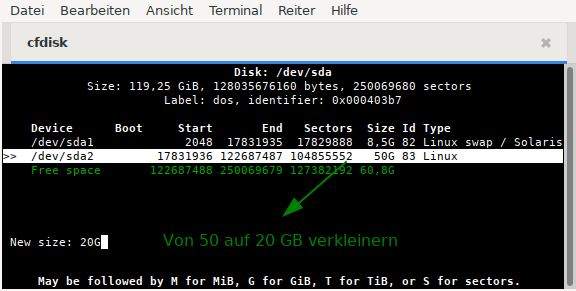 Datei Bearbeiten Ansicht Terminal Reiter Hilfe
cfdisk
Disk: /dev/sda
Size: 119,25 GiB, 128035676160 bytes, 250069680 sectors
Label: dos, identifier: 0x000403b7
Device Boot Start End Sectors Size Id Type
/dev/sda1 2048 17831935 17829888 8,5G 82 Linux swap / Solaris
>> /dev/sda2 17831936 122687487 104855552 50G 83 Linux
Free space 122687488 250069679 127382192 60,8G
New size: 20G
Von 50 auf 20 GB verkleinern
May be followed by M for MiB, G for GiB, T for TiB, or S for sectors.